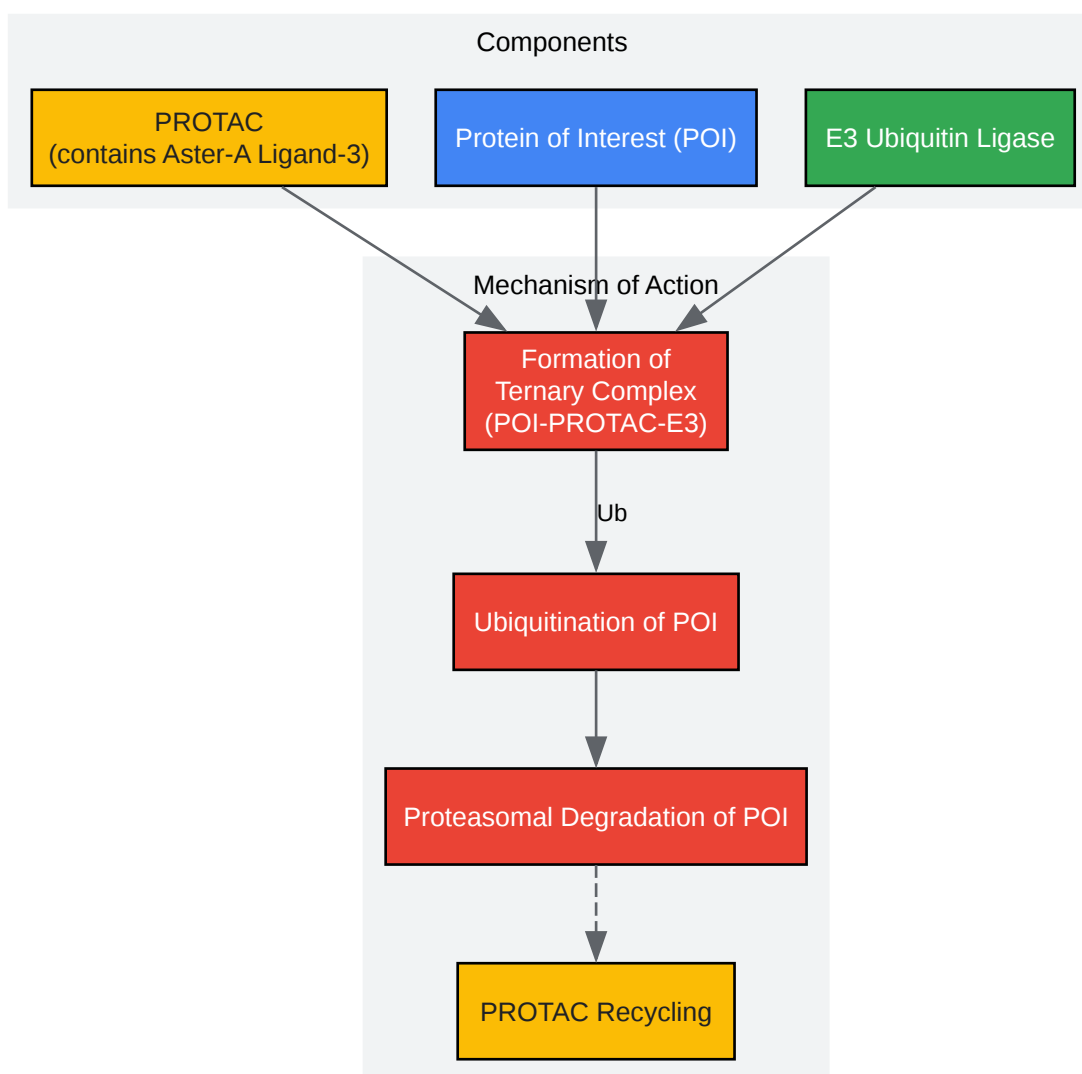 Components
PROTAC
(contains Aster-A Ligand-3)
Protein of Interest (POI)
E3 Ubiquitin Ligase
Mechanism of Action
Formation of
Ternary Complex
(POI-PROTAC-E3)
Ub
Ubiquitination of POI
Proteasomal Degradation of POI
PROTAC Recycling